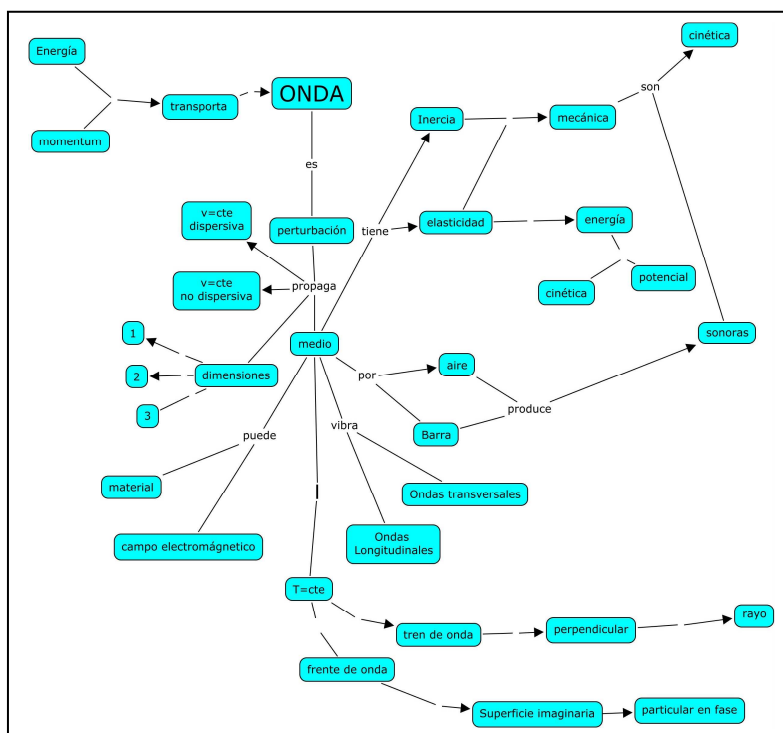 cinética
Energía
son
transporta
ONDA
momentum
Inercia
mecánica
es
v=cte
dispersiva
perturbación
tiene
elasticidad
energía
v=cte
no dispersiva
propaga
cinética
potencial
1
medio
sonoras
2
dimensiones
por
aire
3
produce
puede
vibra
Barra
material
Ondas transversales
campo electromágnetico
Ondas
Longitudinales
T=cte
tren de onda
perpendicular
rayo
frente de onda
Superficie imaginaria
particular en fase